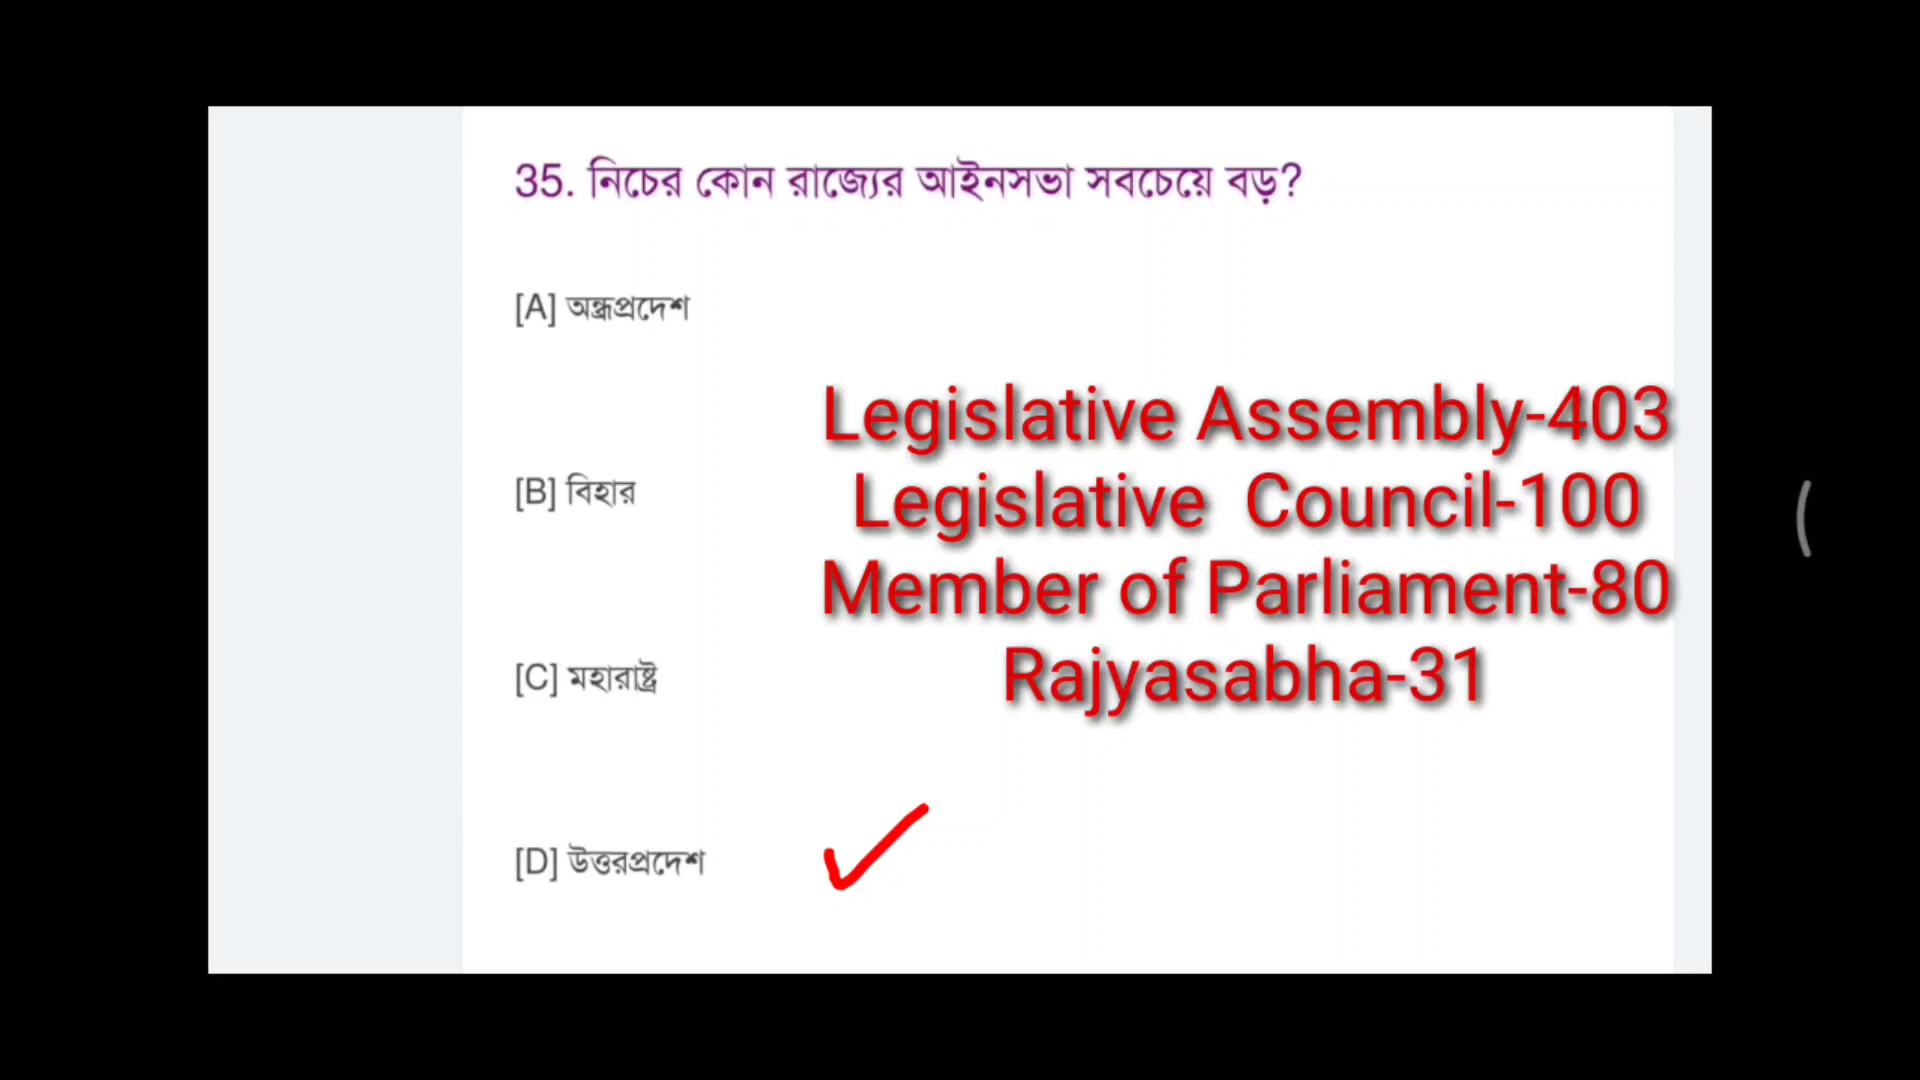 35. নিচের কোন রাজ্যের আইনসভা সবচেয়ে বড়?
[A] অন্ধ্রপ্রদেশ
Legislative Assembly-403
[B] বিহার
Legislative Council-100
Member of Parliament-80
[C] মহারাষ্ট্র
Rajyasabha-31
[D] উত্তরপ্রদেশ